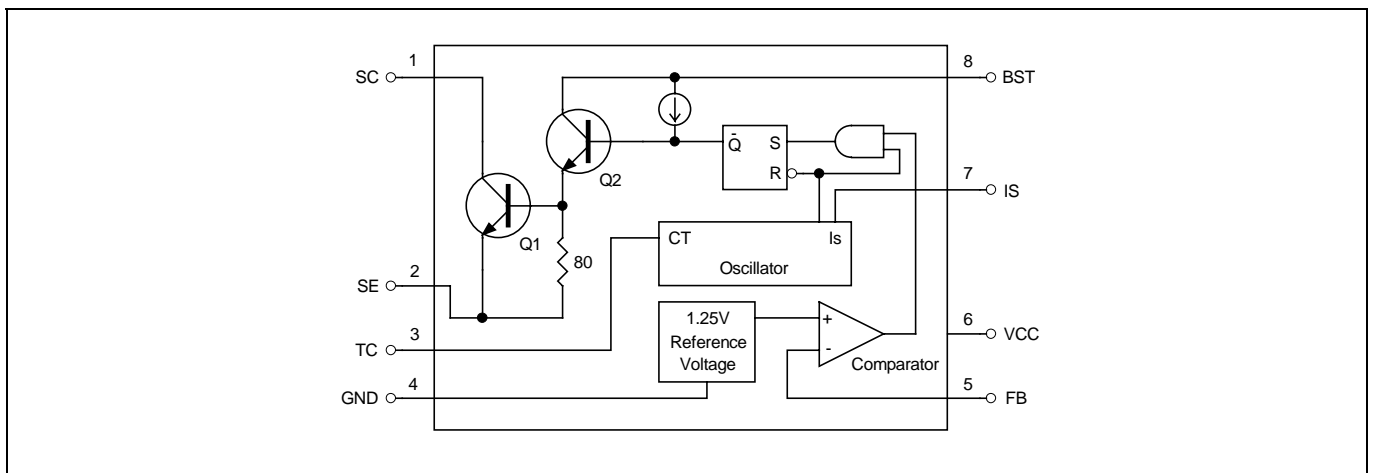 1
SC
8
BST
Q̄
S
R
Q2
7
IS
Q1
CT
Is
Oscillator
2
SE
80
1.25V
Reference
Voltage
+
-
Comparator
3
TC
6
VCC
4
GND
5
FB